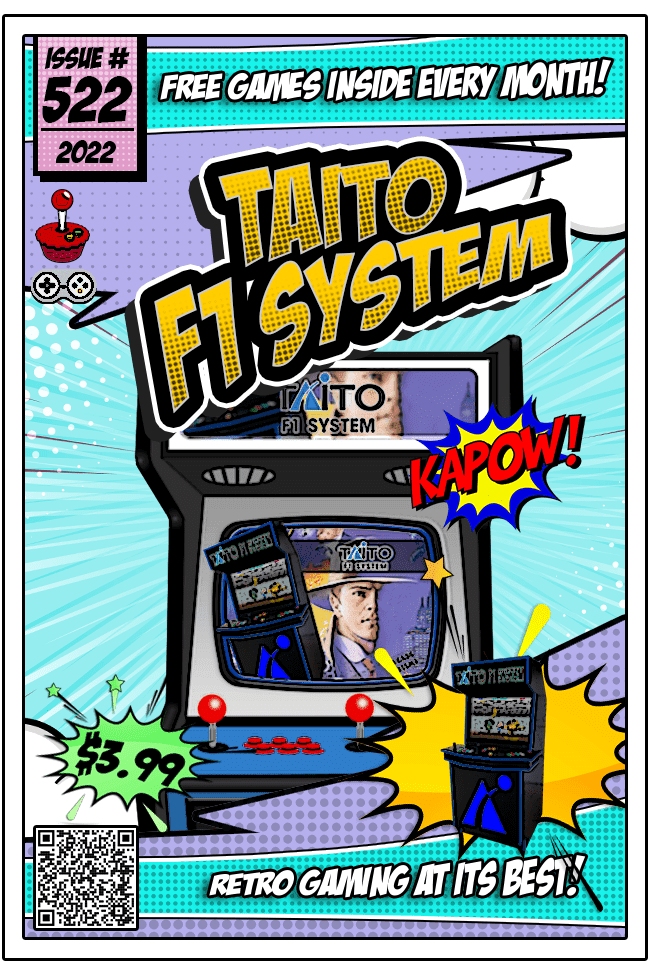 ISSUE #
522
2022
FREE GAMES INSIDE EVERY MONTH!
TAITO
F1 SYSTEM
TAITO
F1 SYSTEM
KAPOW!
TAITO
F1 SYSTEM
$3.99
RETRO GAMING AT ITS BEST!